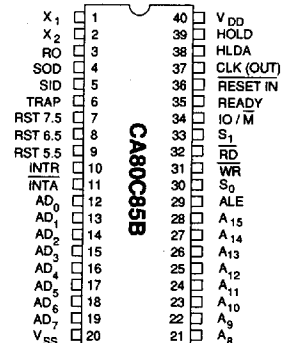 X₁ 1 40 V DD
X₂ 2 39 HOLD
RO 3 38 HLDA
SOD 4 37 CLK (OUT)
SID 5 36 RESET IN
TRAP 6 35 READY
RST 7.5 7 34 IO / M
RST 6.5 8 33 S₁
RST 5.5 9 32 RD
INTR 10 31 WR
INTA 11 30 S₀
AD₀ 12 29 ALE
AD₁ 13 28 A₁₅
AD₂ 14 27 A₁₄
AD₃ 15 26 A₁₃
AD₄ 16 25 A₁₂
AD₅ 17 24 A₁₁
AD₆ 18 23 A₁₀
AD₇ 19 22 A₉
V SS 20 21 A₈
CA80C85B